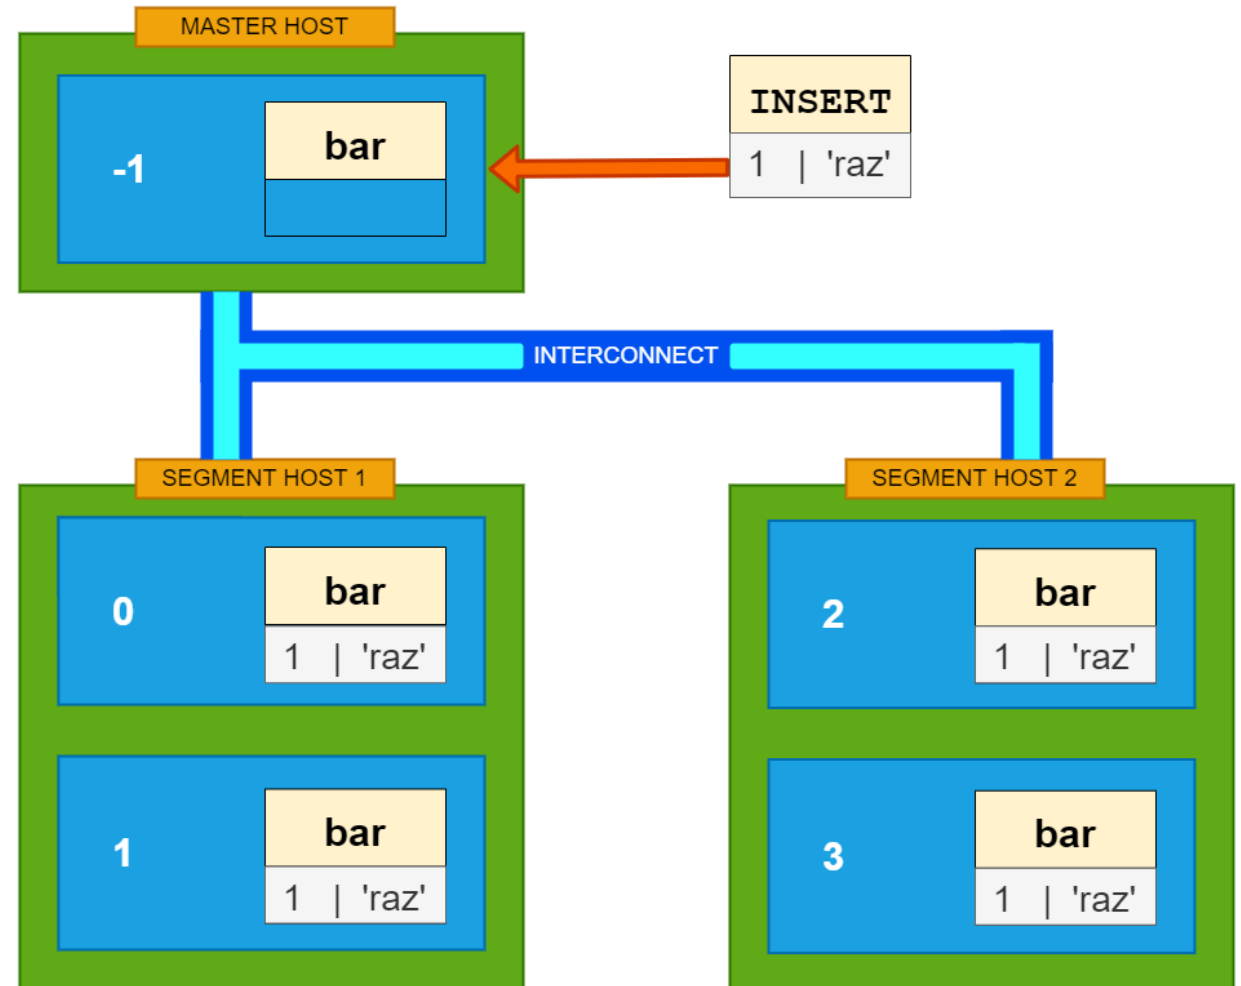 MASTER HOST
-1
bar
INSERT
1 | 'raz'
INTERCONNECT
SEGMENT HOST 1
0
bar
1 | 'raz'
1
bar
1 | 'raz'
SEGMENT HOST 2
2
bar
1 | 'raz'
3
bar
1 | 'raz'